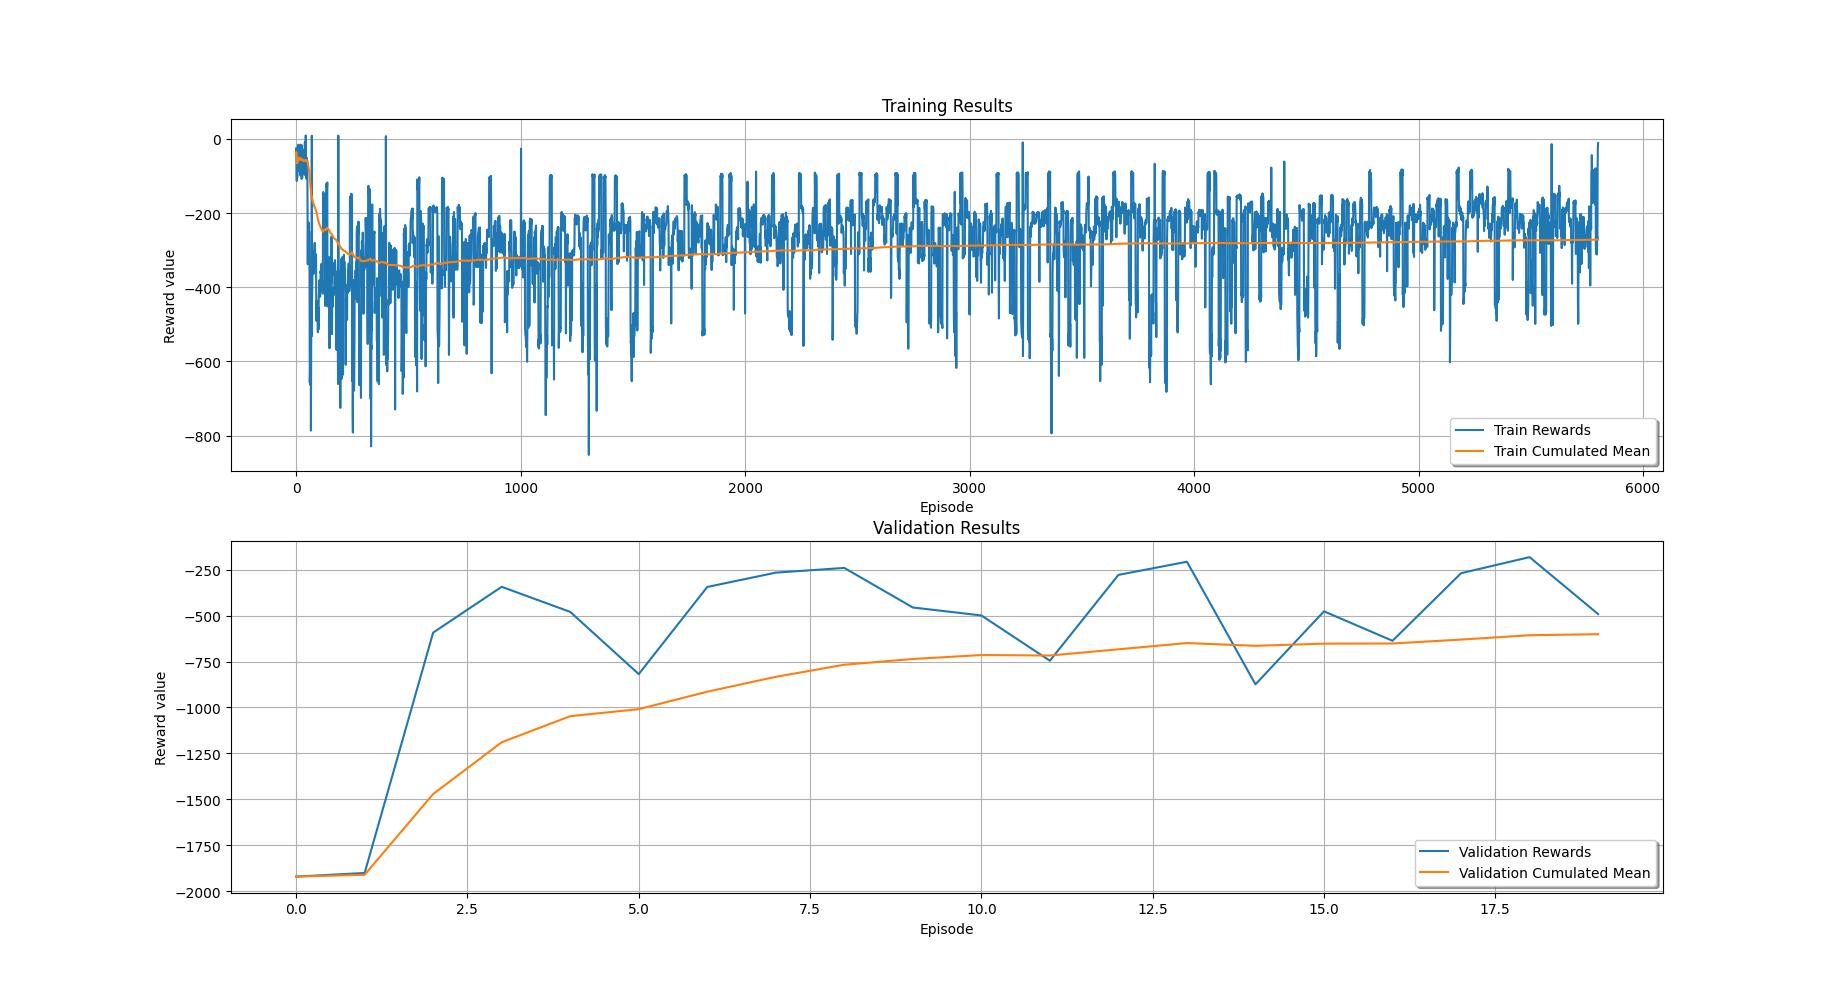 Training Results
0
−200
−400
−600
−800
Reward value
Train Rewards
Train Cumulated Mean
0 1000 2000 3000 4000 5000 6000
Episode
Validation Results
−250
−500
−750
−1000
−1250
−1500
−1750
−2000
Reward value
Validation Rewards
Validation Cumulated Mean
0.0 2.5 5.0 7.5 10.0 12.5 15.0 17.5
Episode